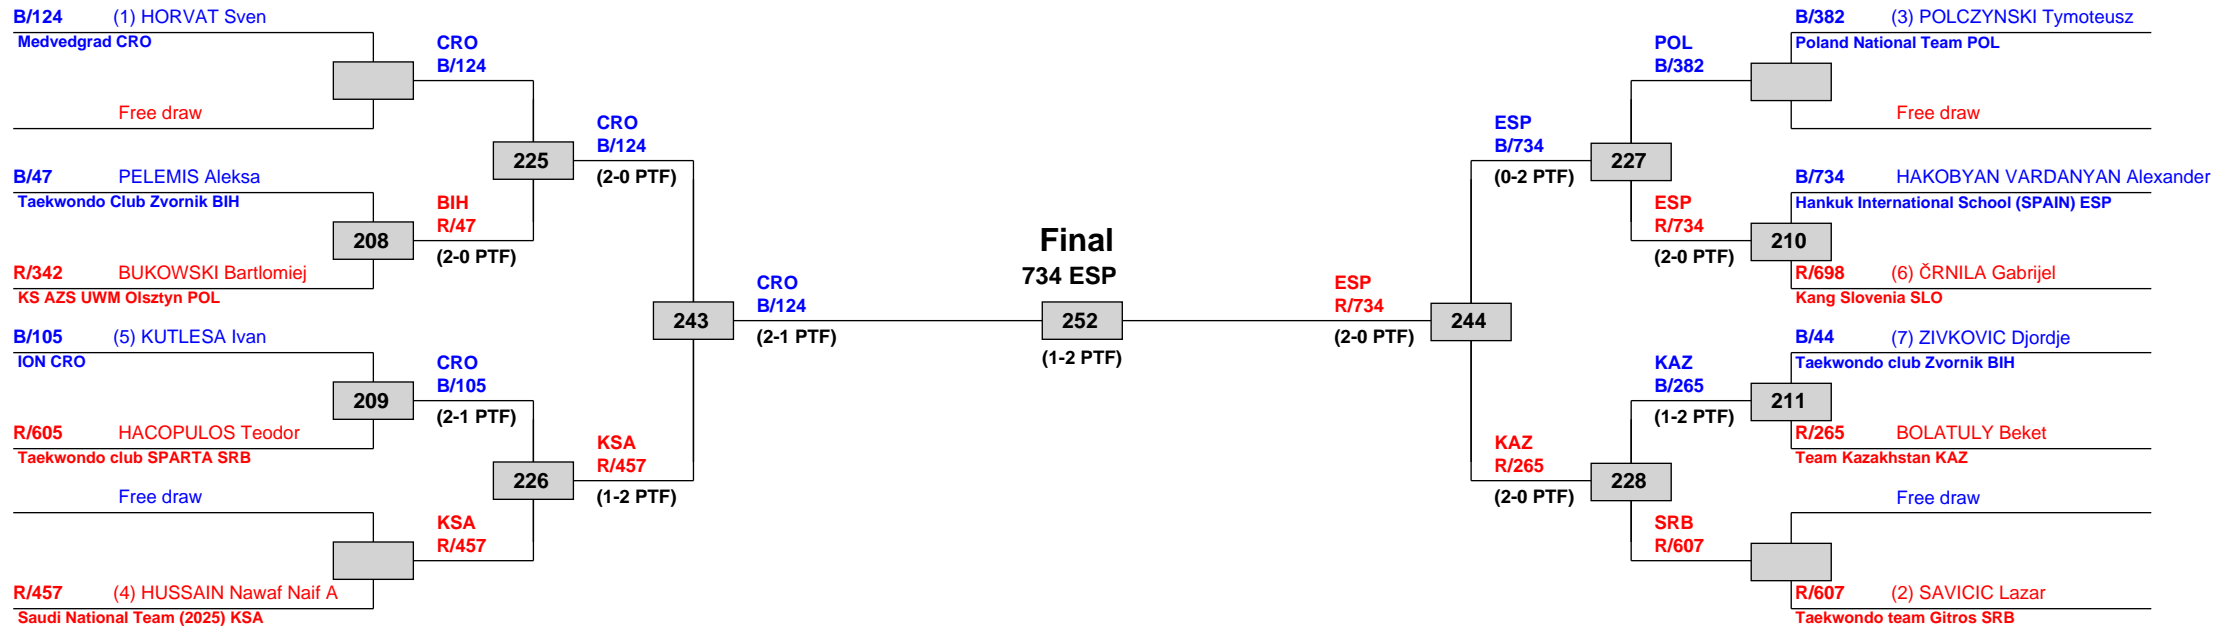 B/124 (1) HORVAT Sven
Medvedgrad CRO
Free draw
B/47 PELEMIS Aleksa
Taekwondo Club Zvornik BIH
R/342 BUKOWSKI Bartlomiej
KS AZS UWM Olsztyn POL
B/105 (5) KUTLESA Ivan
ION CRO
R/605 HACOPULOS Teodor
Taekwondo club SPARTA SRB
Free draw
R/457 (4) HUSSAIN Nawaf Naif A
Saudi National Team (2025) KSA
208
209
CRO
B/124
BIH
R/47
(2-0 PTF)
CRO
B/105
(2-1 PTF)
KSA
R/457
225
226
CRO
B/124
(2-0 PTF)
KSA
R/457
(1-2 PTF)
243
CRO
B/124
(2-1 PTF)
Final
734 ESP
252
(1-2 PTF)
ESP
R/734
(2-0 PTF)
244
ESP
B/734
(0-2 PTF)
KAZ
R/265
(2-0 PTF)
227
228
POL
B/382
ESP
R/734
(2-0 PTF)
KAZ
B/265
(1-2 PTF)
SRB
R/607
210
211
B/382 (3) POLCZYNSKI Tymoteusz
Poland National Team POL
Free draw
B/734 HAKOBYAN VARDANYAN Alexander
Hankuk International School (SPAIN) ESP
R/698 (6) ČRNILA Gabrijel
Kang Slovenia SLO
B/44 (7) ZIVKOVIC Djordje
Taekwondo club Zvornik BIH
R/265 BOLATULY Beket
Team Kazakhstan KAZ
Free draw
R/607 (2) SAVICIC Lazar
Taekwondo team Gitros SRB